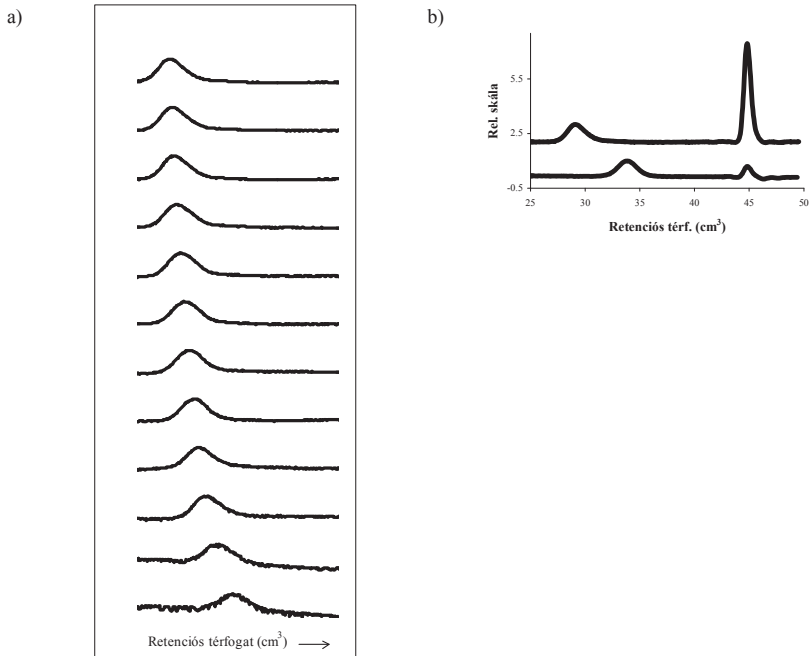 a)
Retenciós térfogat (cm³)
b)
Rel. skála
5.5
2.5
-0.5
25 30 35 40 45 50
Retenciós térf. (cm³)